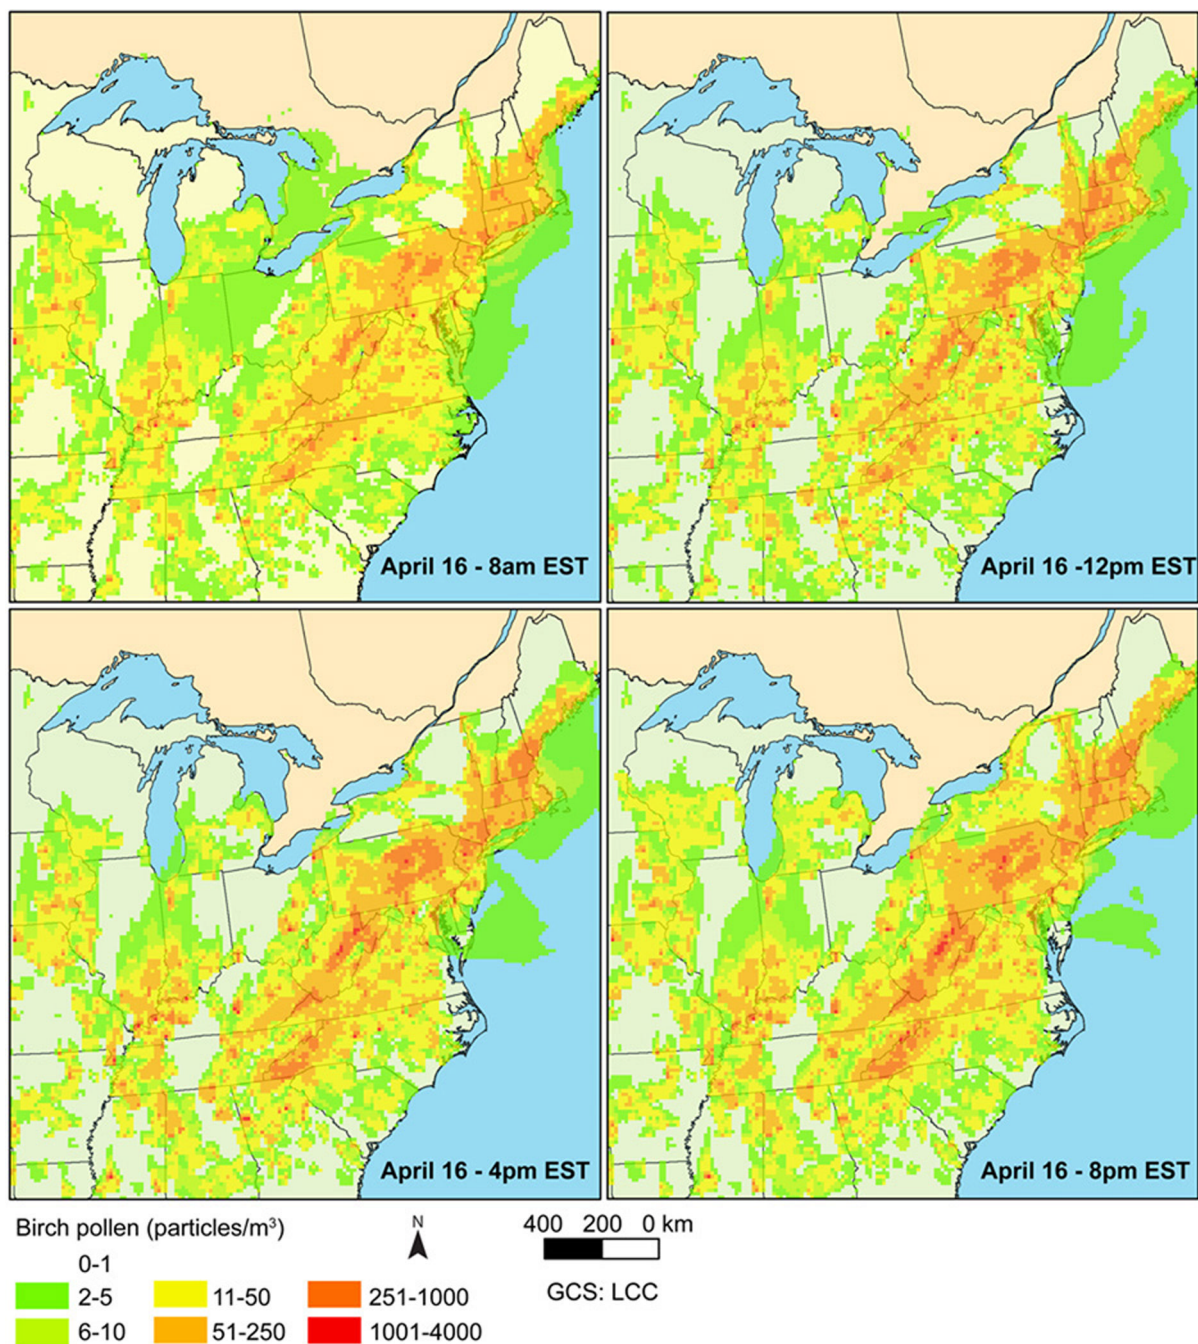 April 16 - 8am EST
April 16 -12pm EST
April 16 - 4pm EST
April 16 - 8pm EST
Birch pollen (particles/m³)
N
400 200 0 km
GCS: LCC
0-1
2-5
11-50
251-1000
6-10
51-250
1001-4000